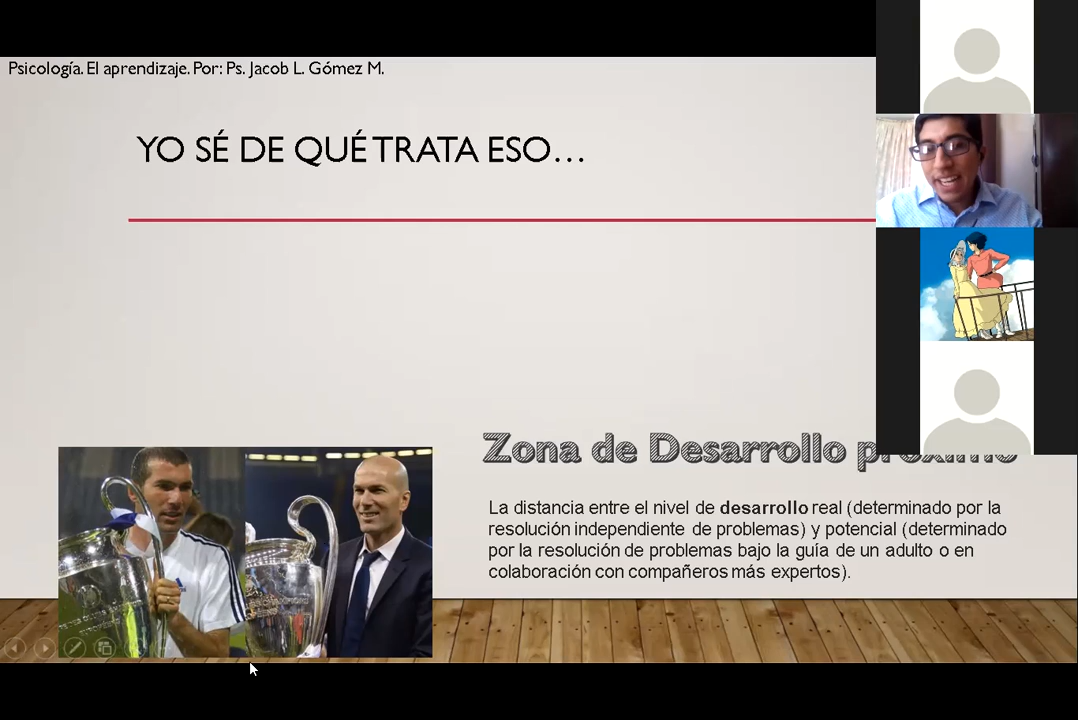 Psicología. El aprendizaje. Por: Ps. Jacob L. Gómez M.
YO SÉ DE QUÉ TRATA ESO…
Zona de Desarrollo
La distancia entre el nivel de desarrollo real (determinado por la
resolución independiente de problemas) y potencial (determinado
por la resolución de problemas bajo la guía de un adulto o en
colaboración con compañeros más expertos).